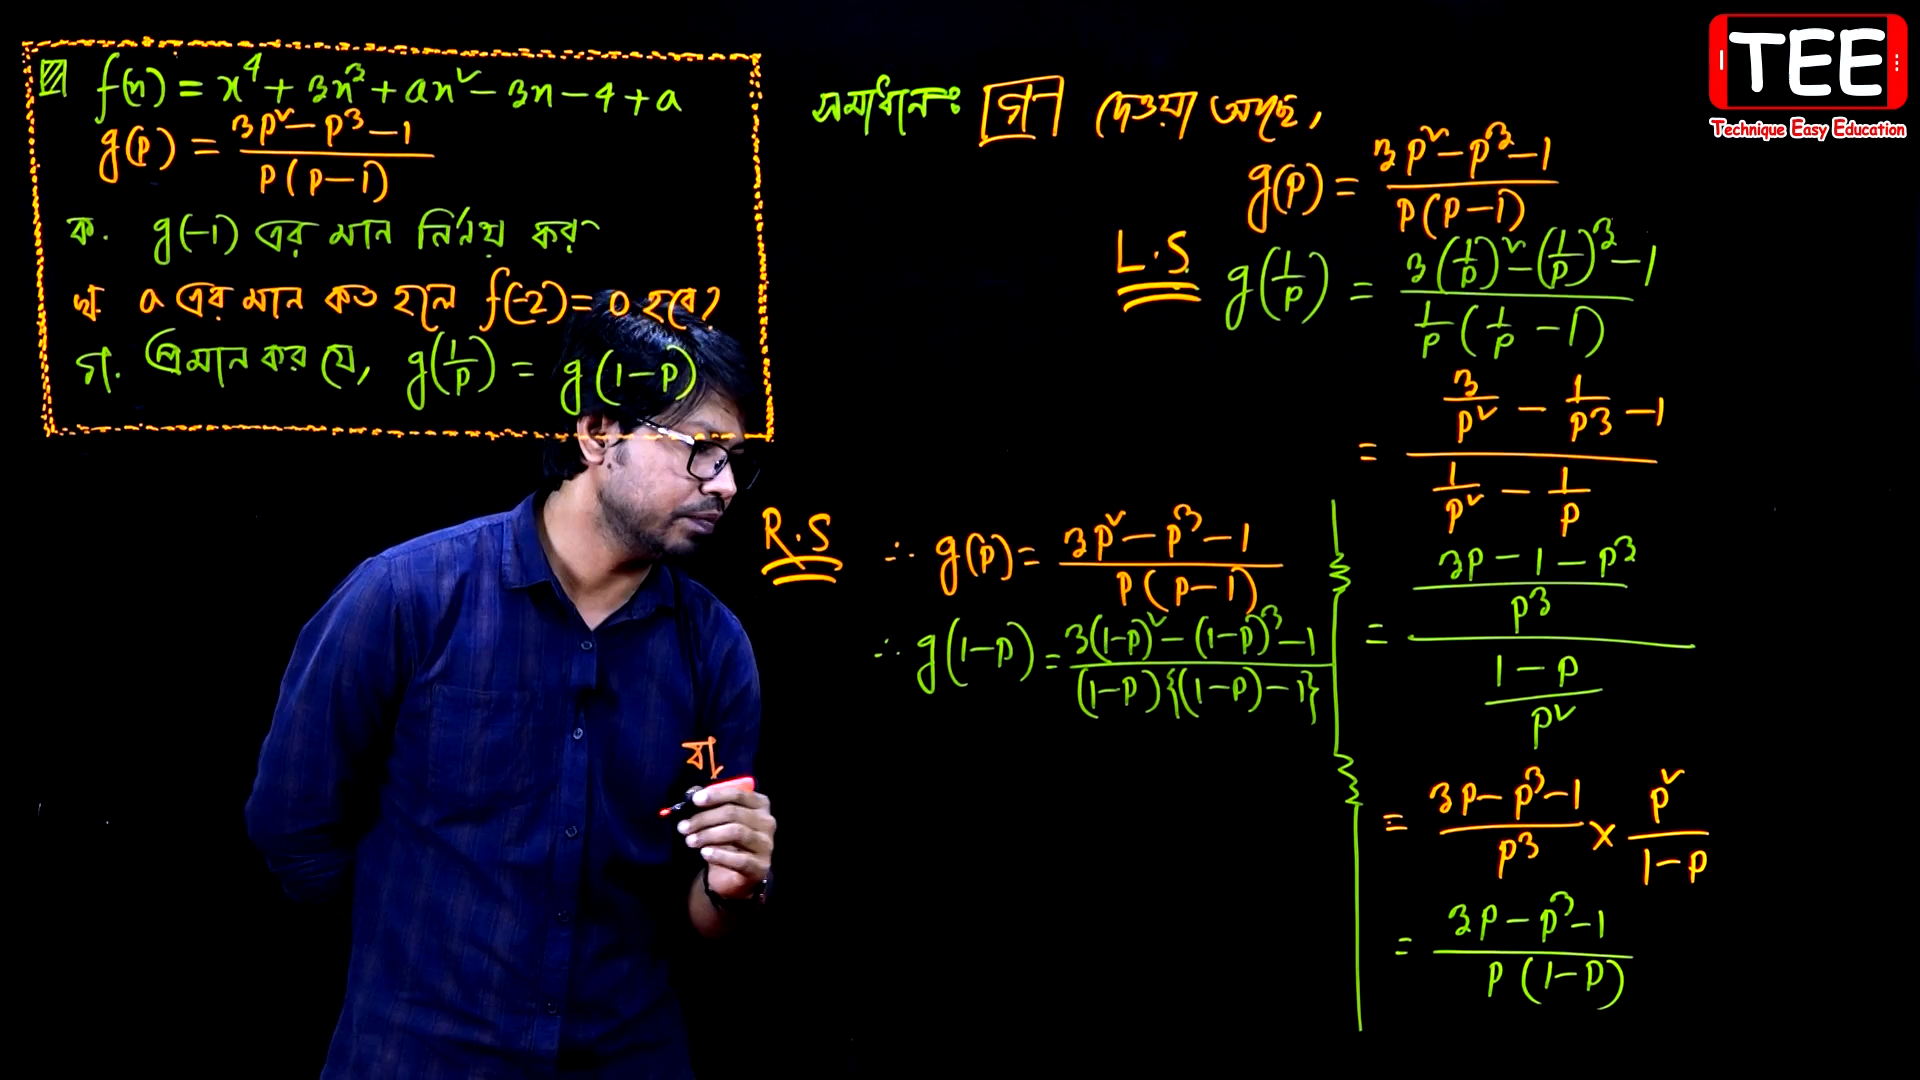 f(x) = x⁴ + 3x³ + ax² - 3x - 4 + a
g(p) = (3p² - p³ - 1) / (p(p-1))
ক. g(-1) এর মান নির্নয় কর
খ. a এর মান কত হলে f(-2) = 0 হবে?
গ. প্রমান কর যে, g(1/p) = g(1-p)
সমাধানঃ গ দেওয়া আছে,
g(p) = (3p² - p³ - 1) / (p(p-1))
L.S g(1/p) = (3(1/p)² - (1/p)³ - 1) / (1/p(1/p - 1))
= (3/p² - 1/p³ - 1) / (1/p² - 1/p)
= ((3p - 1 - p³)/p³) / ((1-p)/p²)
= (3p - p³ - 1)/p³ × p²/(1-p)
= (3p - p³ - 1) / (p(1-p))
R.S ∴ g(p) = (3p² - p³ - 1) / (p(p-1))
∴ g(1-p) = (3(1-p)² - (1-p)³ - 1) / ((1-p){(1-p)-1})
বা
TEE
Technique Easy Education